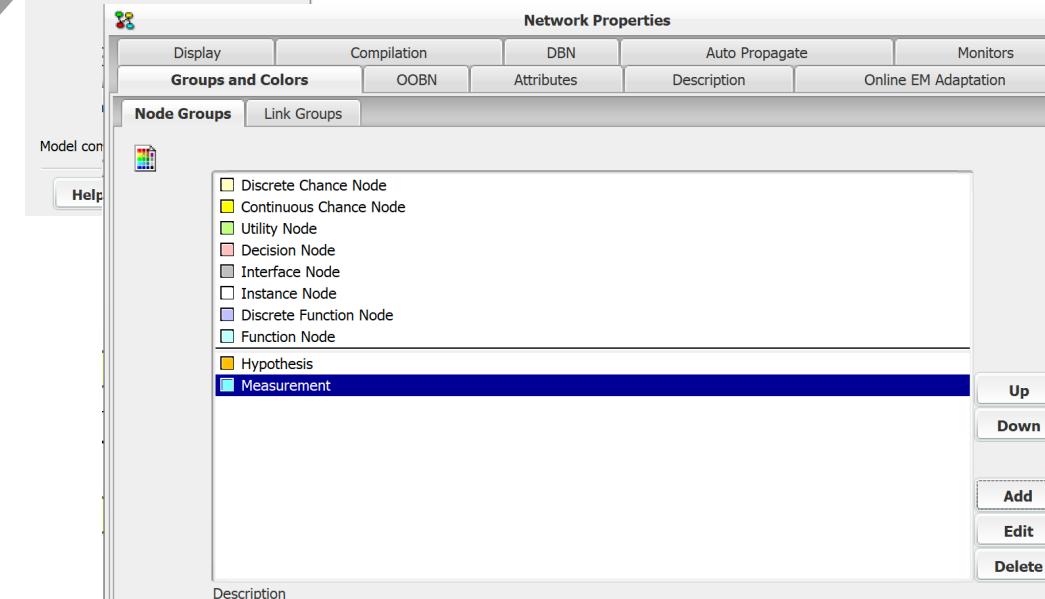 Network Properties
Display Compilation DBN Auto Propagate Monitors
Groups and Colors OOBN Attributes Description Online EM Adaptation
Node Groups Link Groups
Model com
Help
Discrete Chance Node
Continuous Chance Node
Utility Node
Decision Node
Interface Node
Instance Node
Discrete Function Node
Function Node
Hypothesis
Measurement
Up
Down
Add
Edit
Delete
Description